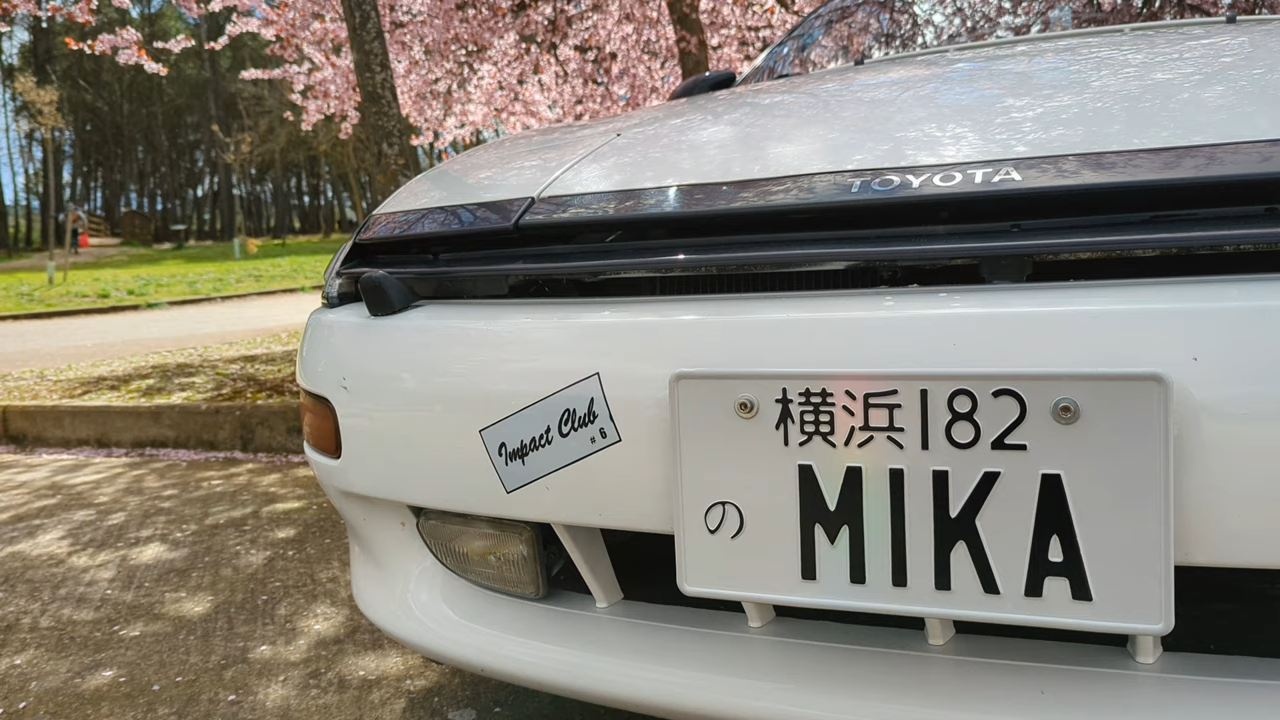 TOYOTA
Impact Club
# 6
横浜182
の MIKA